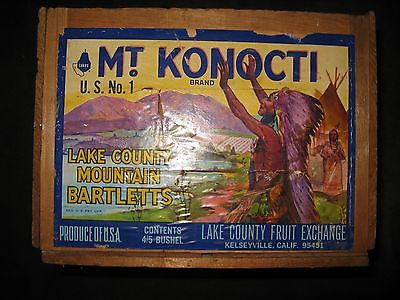 MT. KONOCTI
BRAND
U. S. No. 1
LAKE COUNTY
MOUNTAIN
BARTLETTS
PRODUCE OF U.S.A.
CONTENTS
4/5 BUSHEL
LAKE COUNTY FRUIT EXCHANGE
KELSEYVILLE, CALIF. 95451